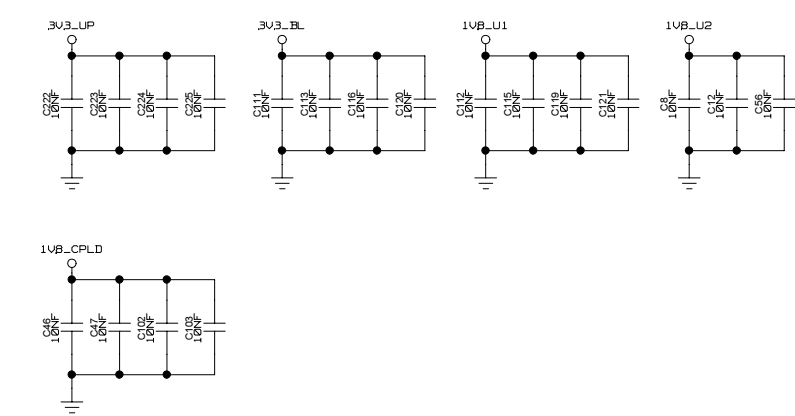 3V3_UP
3V3_BL
1V8_U1
1V8_U2
C222
10NF
C223
10NF
C224
10NF
C225
10NF
C111
10NF
C113
10NF
C116
10NF
C120
10NF
C112
10NF
C115
10NF
C119
10NF
C121
10NF
C8
10NF
C12
10NF
C56
10NF
1V8_CPLD
C46
10NF
C47
10NF
C102
10NF
C103
10NF